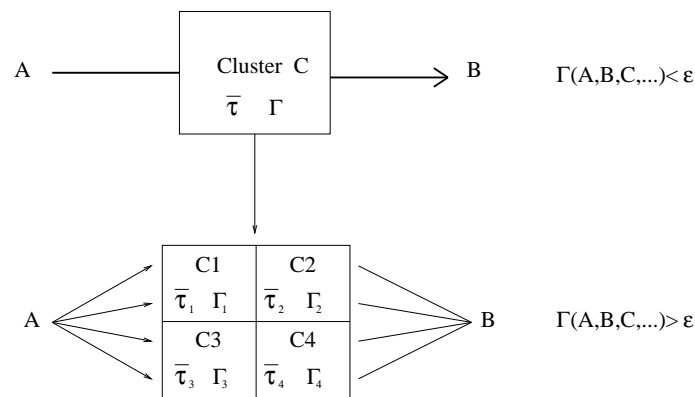 A Cluster C B Γ(A,B,C,...)< ε
τ̅ Γ
C1 C2
τ̅₁ Γ₁ τ̅₂ Γ₂
A B Γ(A,B,C,...)> ε
C3 C4
τ̅₃ Γ₃ τ̅₄ Γ₄